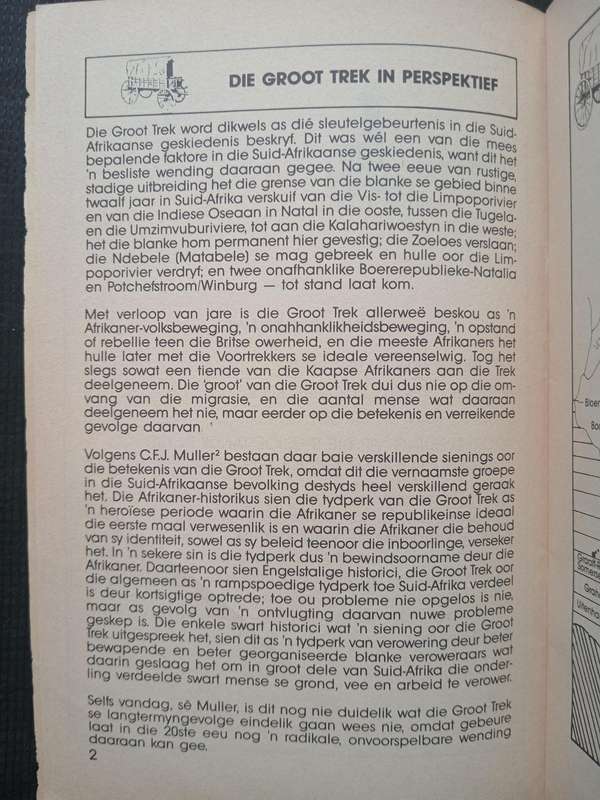 DIE GROOT TREK IN PERSPEKTIEF
Die Groot Trek word dikwels as dié sleutelgebeurtenis in die Suid-
Afrikaanse geskiedenis beskryf. Dit was wél een van die mees
bepalende faktore in die Suid-Afrikaanse geskiedenis, want dit het
'n besliste wending daaraan gegee. Na twee eeue van rustige,
stadige uitbreiding het die grense van die blanke se gebied binne
twaalf jaar in Suid-Afrika verskuif van die Vis- tot die Limpoporivier
en van die Indiese Oseaan in Natal in die ooste, tussen die Tugela-
en die Umzimvuburiviere, tot aan die Kalahariwoestyn in die weste;
het die blanke hom permanent hier gevestig; die Zoeloes verslaan;
die Ndebele (Matabele) se mag gebreek en hulle oor die Lim-
poporivier verdryf; en twee onafhanklike Boererepublieke-Natalia
en Potchefstroom/Winburg — tot stand laat kom.
Met verloop van jare is die Groot Trek allerweë beskou as 'n
Afrikaner-volksbeweging, 'n onahhanklikheidsbeweging, 'n opstand
of rebellie teen die Britse owerheid, en die meeste Afrikaners het
hulle later met die Voortrekkers se ideale vereenselwig. Tog het
slegs sowat een tiende van die Kaapse Afrikaners aan die Trek
deelgeneem. Die 'groot' van die Groot Trek dui dus nie op die om-
vang van die migrasie, en die aantal mense wat daaraan
deelgeneem het nie, maar eerder op die betekenis en verreikende
gevolge daarvan
Volgens C.F.J. Muller² bestaan daar baie verskillende sienings oor
die betekenis van die Groot Trek, omdat dit die vernaamste groepe
in die Suid-Afrikaanse bevolking destyds heel verskillend geraak
het. Die Afrikaner-historikus sien die tydperk van die Groot Trek as
'n heroïese periode waarin die Afrikaner se republikeinse ideaal
die eerste maal verwesenlik is en waarin die Afrikaner die behoud
van sy identiteit, sowel as sy beleid teenoor die inboorlinge, verseker
het. In 'n sekere sin is die tydperk dus 'n bewindsoorname deur die
Afrikaner. Daarteenoor sien Engelstalige historici, die Groot Trek oor
die algemeen as 'n rampspoedige tydperk toe Suid-Afrika verdeel
is deur kortsigtige optrede; toe ou probleme nie opgelos is nie,
maar as gevolg van 'n ontvlugting daarvan nuwe probleme
geskep is. Die enkele swart historici wat 'n siening oor die Groot
Trek uitgespreek het, sien dit as 'n tydperk van verowering deur beter
bewapende en beter georganiseerde blanke veroweraars wat
daarin geslaag het om in groot dele van Suid-Afrika die onder-
ling verdeelde swart mense se grond, vee en arbeid te verower.
Selfs vandag, sê Muller, is dit nog nie duidelik wat die Groot Trek
se langtermyngevolge eindelik gaan wees nie, omdat gebeure
laat in die 20ste eeu nog 'n radikale, onvoorspelbare wending
daaraan kan gee.
2